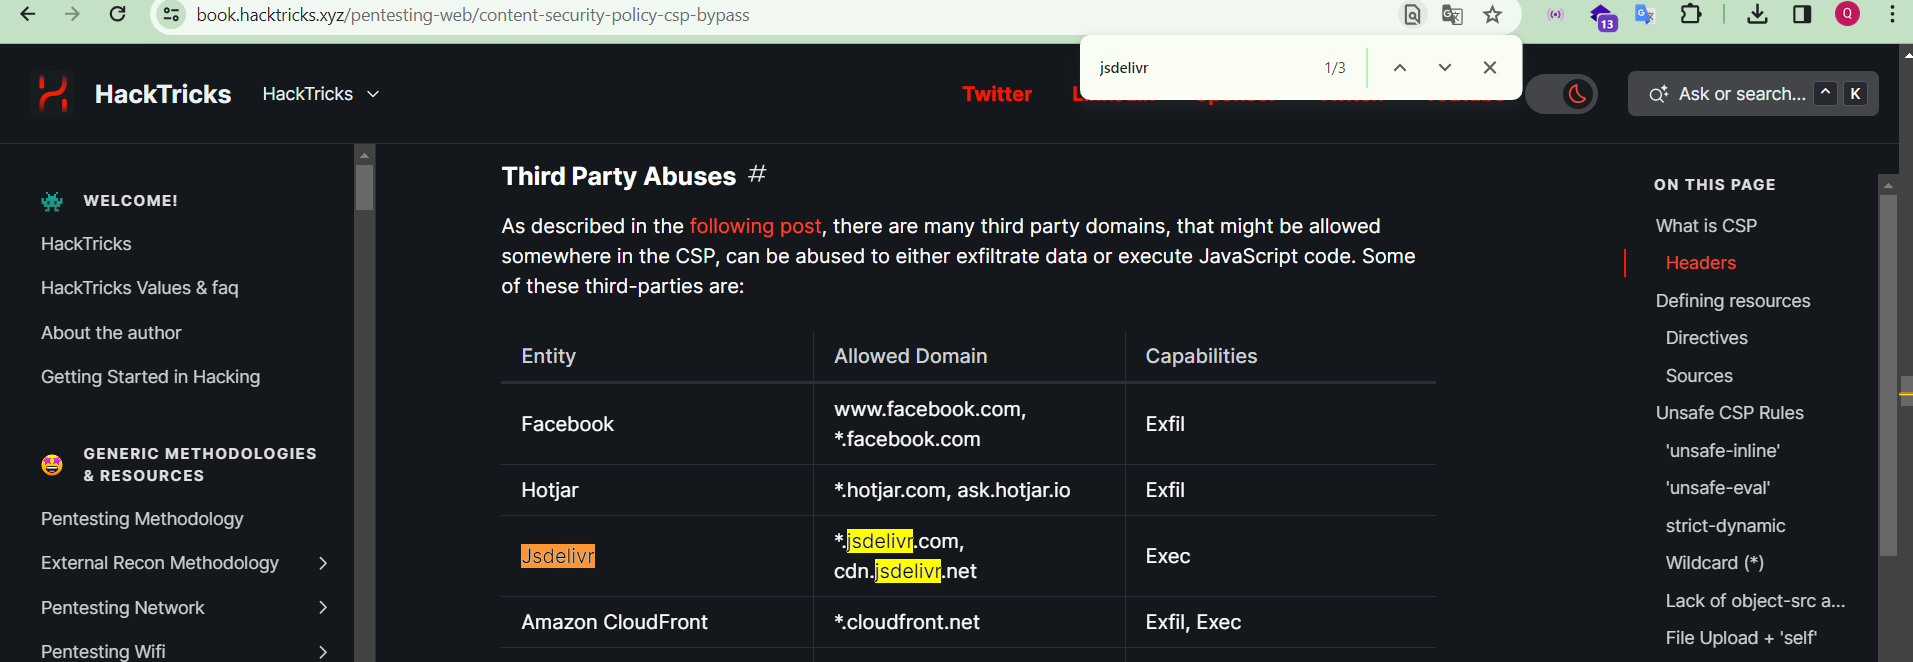 book.hacktricks.xyz/pentesting-web/content-security-policy-csp-bypass
13
Q
jsdelivr
1/3
HackTricks
HackTricks
Twitter
Ask or search...
^
K
WELCOME!
HackTricks
HackTricks Values & faq
About the author
Getting Started in Hacking
GENERIC METHODOLOGIES
& RESOURCES
Pentesting Methodology
External Recon Methodology
Pentesting Network
Pentesting Wifi
Third Party Abuses #
As described in the following post, there are many third party domains, that might be allowed
somewhere in the CSP, can be abused to either exfiltrate data or execute JavaScript code. Some
of these third-parties are:
Entity Allowed Domain Capabilities
Facebook
www.facebook.com,
*.facebook.com
Exfil
Hotjar *.hotjar.com, ask.hotjar.io Exfil
Jsdelivr
*.jsdelivr.com,
cdn.jsdelivr.net
Exec
Amazon CloudFront *.cloudfront.net Exfil, Exec
ON THIS PAGE
What is CSP
Headers
Defining resources
Directives
Sources
Unsafe CSP Rules
'unsafe-inline'
'unsafe-eval'
strict-dynamic
Wildcard (*)
Lack of object-src a...
File Upload + 'self'